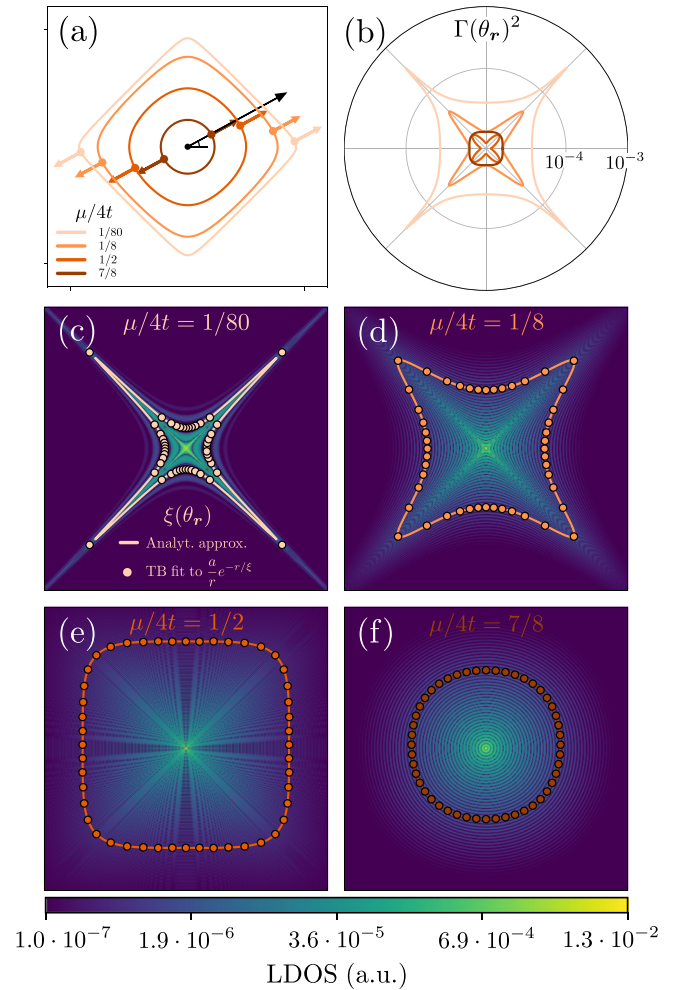 (a)
μ/4t
1/80
1/8
1/2
7/8
(b)
Γ(θ_r)²
10⁻⁴
10⁻³
(c)
μ/4t = 1/80
ξ(θ_r)
Analyt. approx.
TB fit to a/r e^{-r/ξ}
(d)
μ/4t = 1/8
(e)
μ/4t = 1/2
(f)
μ/4t = 7/8
1.0 · 10⁻⁷
1.9 · 10⁻⁶
3.6 · 10⁻⁵
6.9 · 10⁻⁴
1.3 · 10⁻²
LDOS (a.u.)